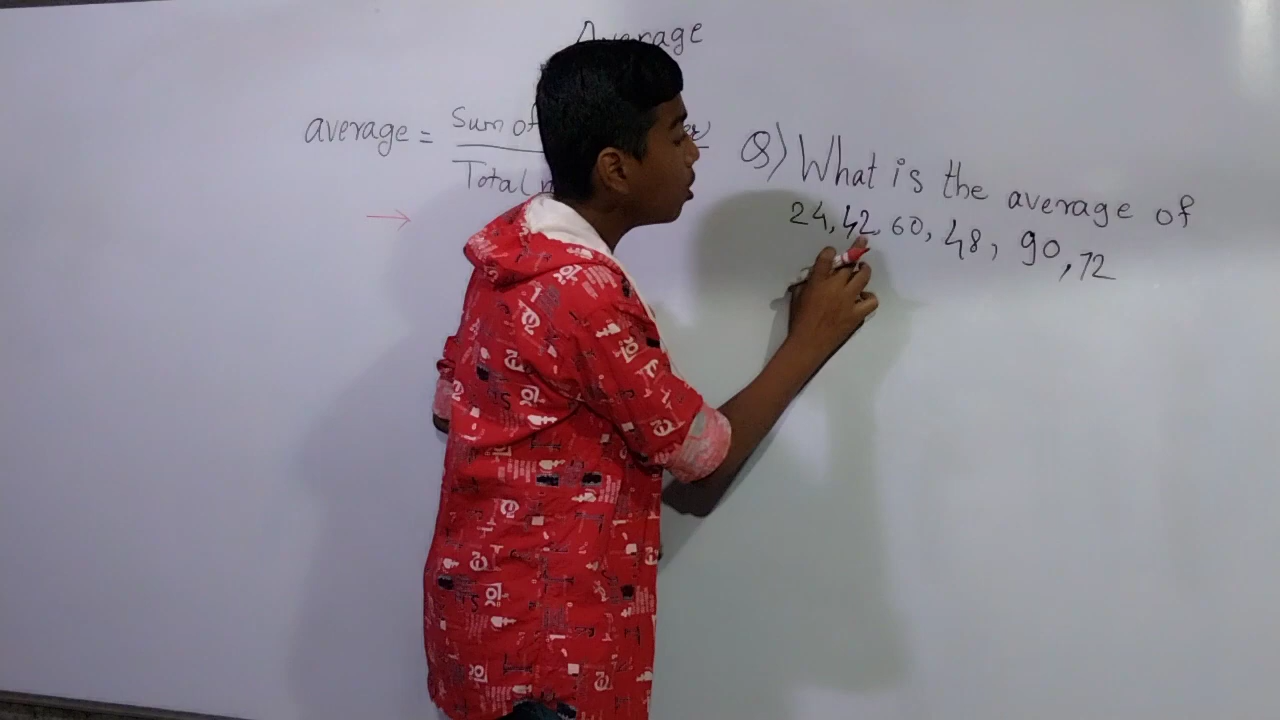 Average
average = Sum of
Total
Q) What is the average of
24, 42, 60, 48, 90, 72